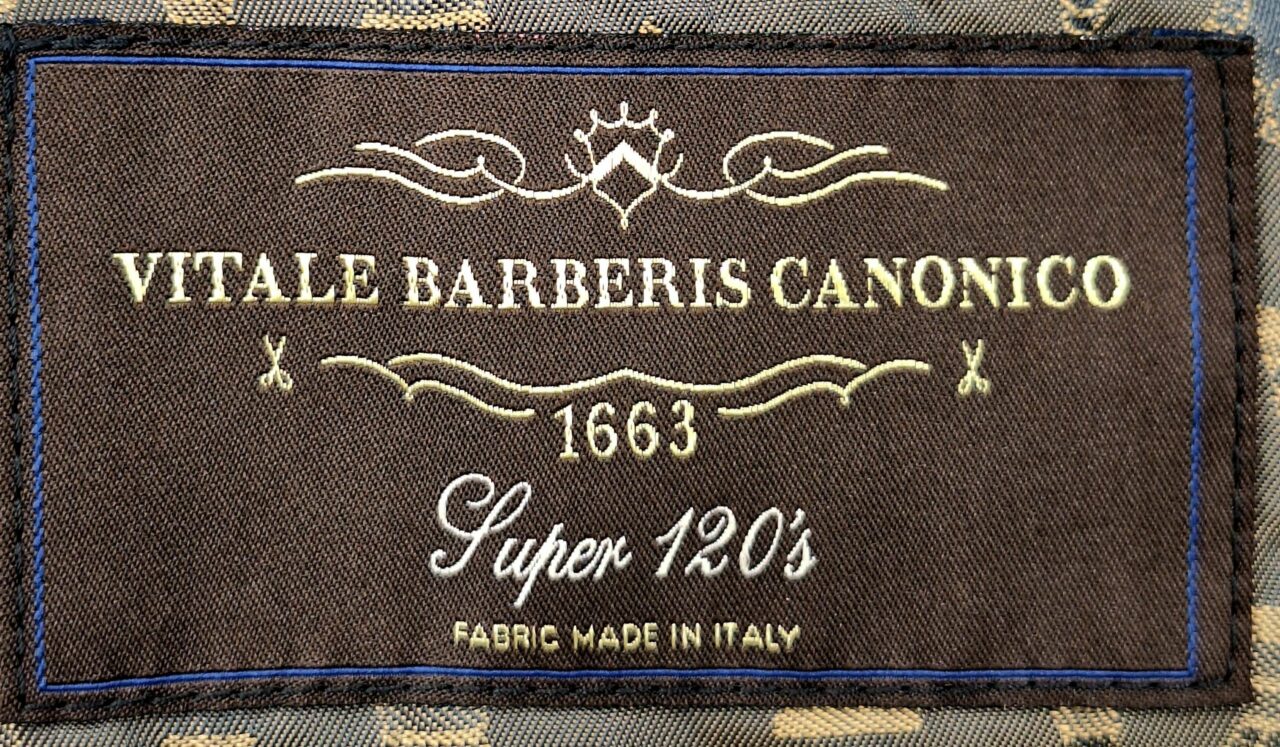 VITALE BARBERIS CANONICO
1663
Super 120's
FABRIC MADE IN ITALY